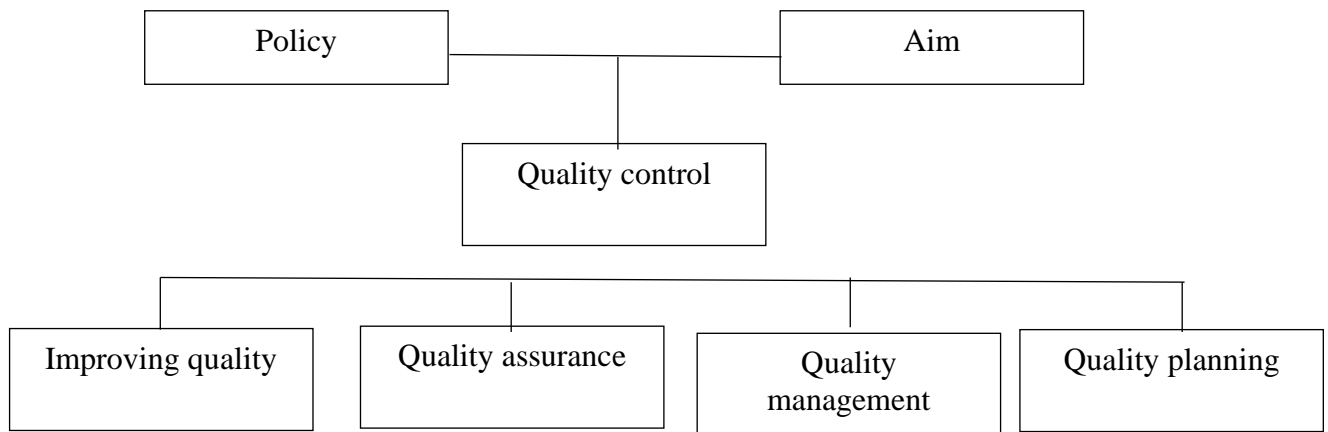 Policy
Aim
Quality control
Improving quality
Quality assurance
Quality
management
Quality planning